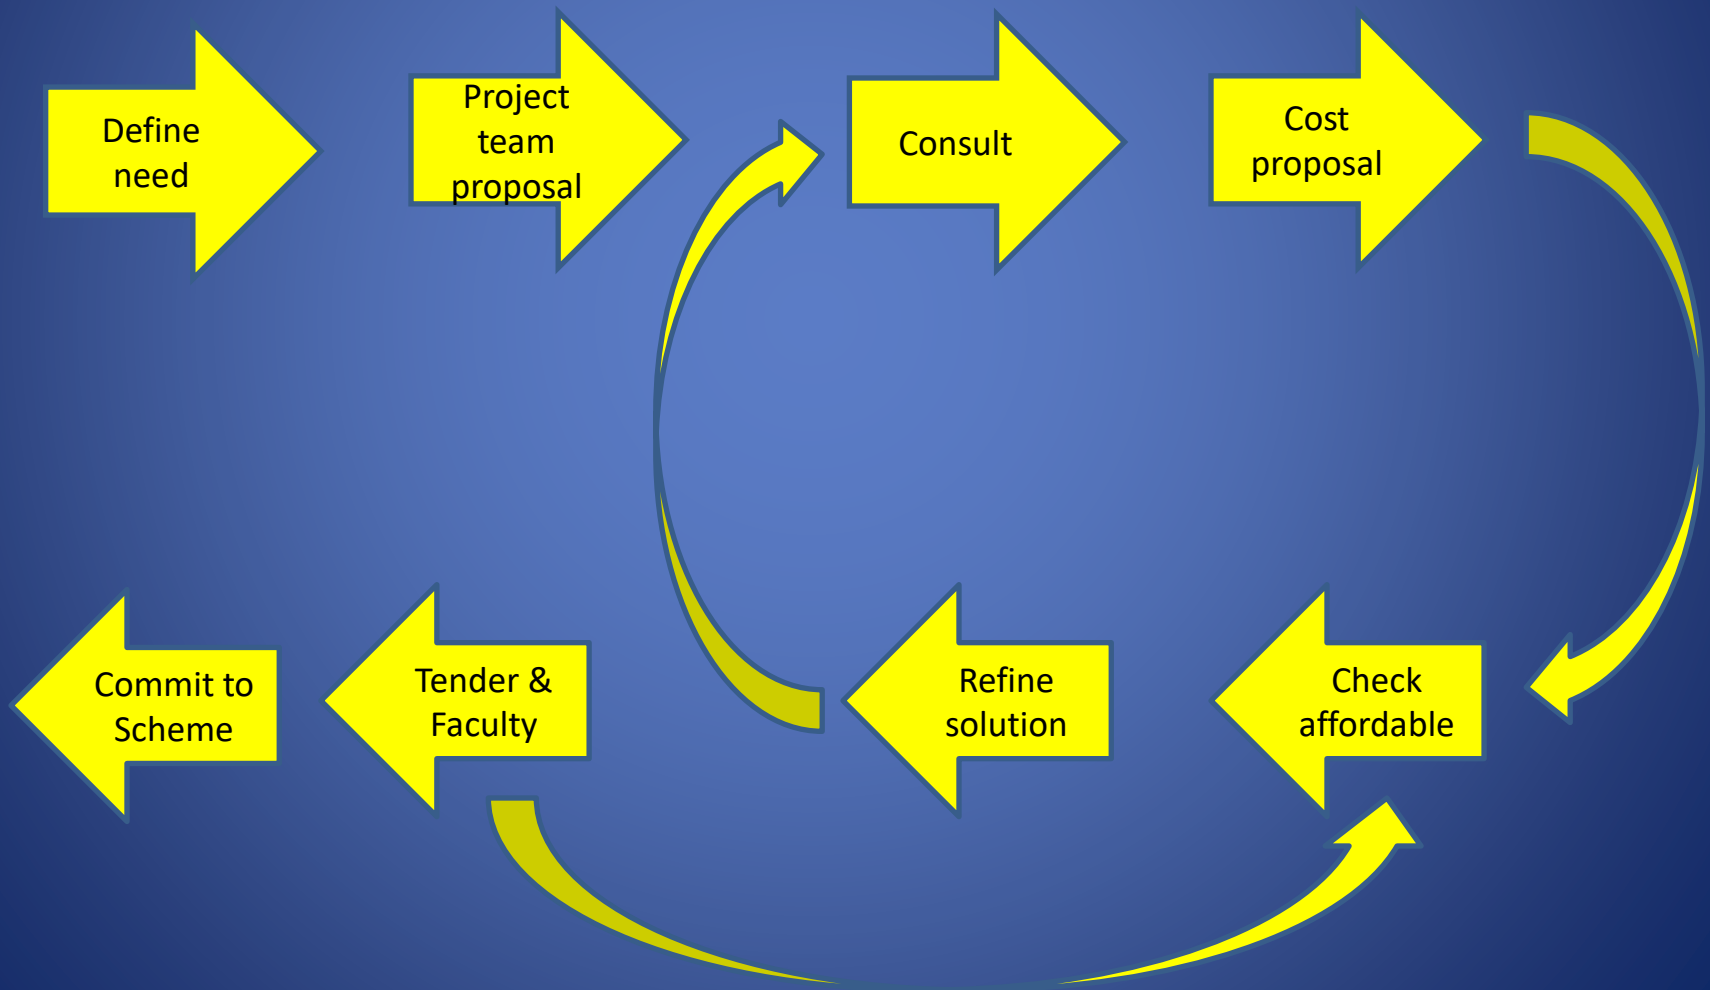 Define
need
Project
team
proposal
Consult
Cost
proposal
Commit to
Scheme
Tender &
Faculty
Refine
solution
Check
affordable